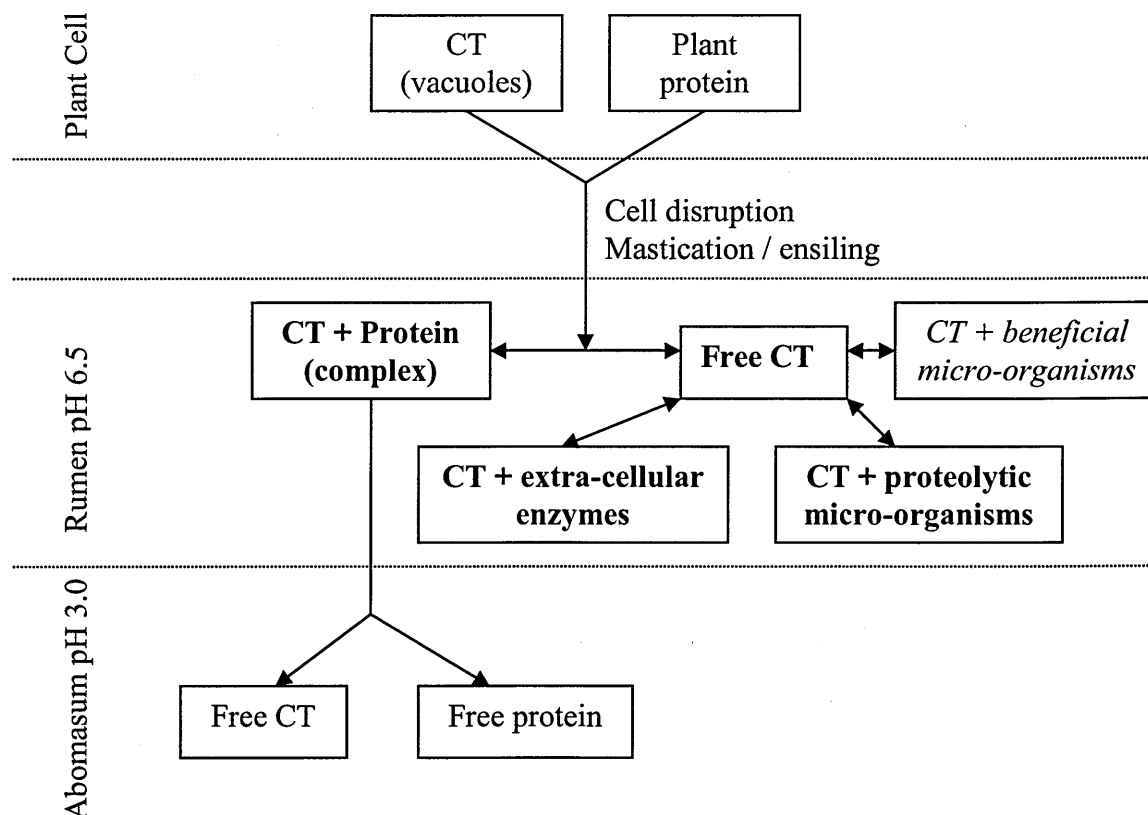 Plant Cell
CT
(vacuoles)
Plant
protein
Cell disruption
Mastication / ensiling
Rumen pH 6.5
CT + Protein
(complex)
Free CT
CT + beneficial
micro-organisms
CT + extra-cellular
enzymes
CT + proteolytic
micro-organisms
Abomasum pH 3.0
Free CT
Free protein